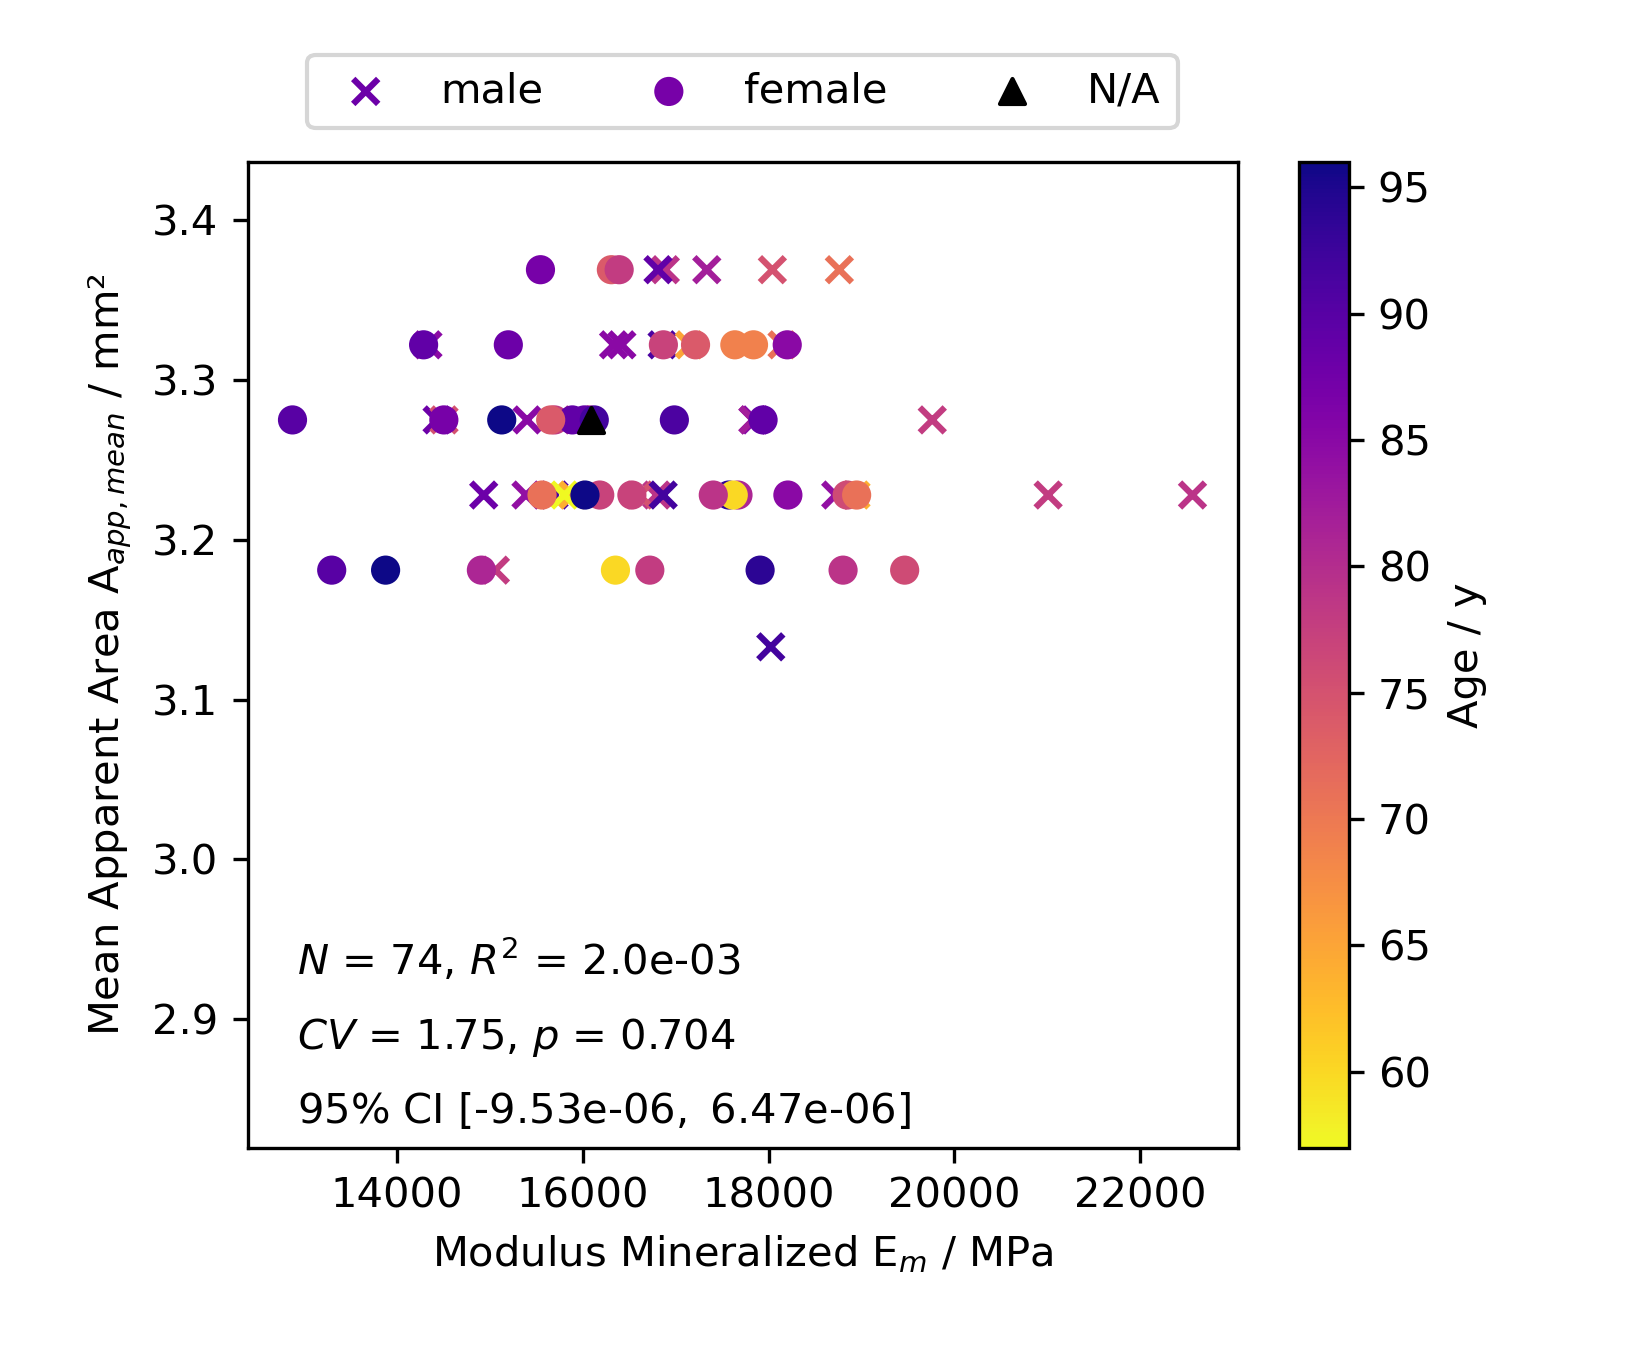 male female N/A
3.4
3.3
3.2
3.1
3.0
2.9
Mean Apparent Area A_{app, mean} / mm²
N = 74, R² = 2.0e-03
CV = 1.75, p = 0.704
95% CI [-9.53e-06, 6.47e-06]
14000 16000 18000 20000 22000
Modulus Mineralized E_m / MPa
95
90
85
80
75
70
65
60
Age / y